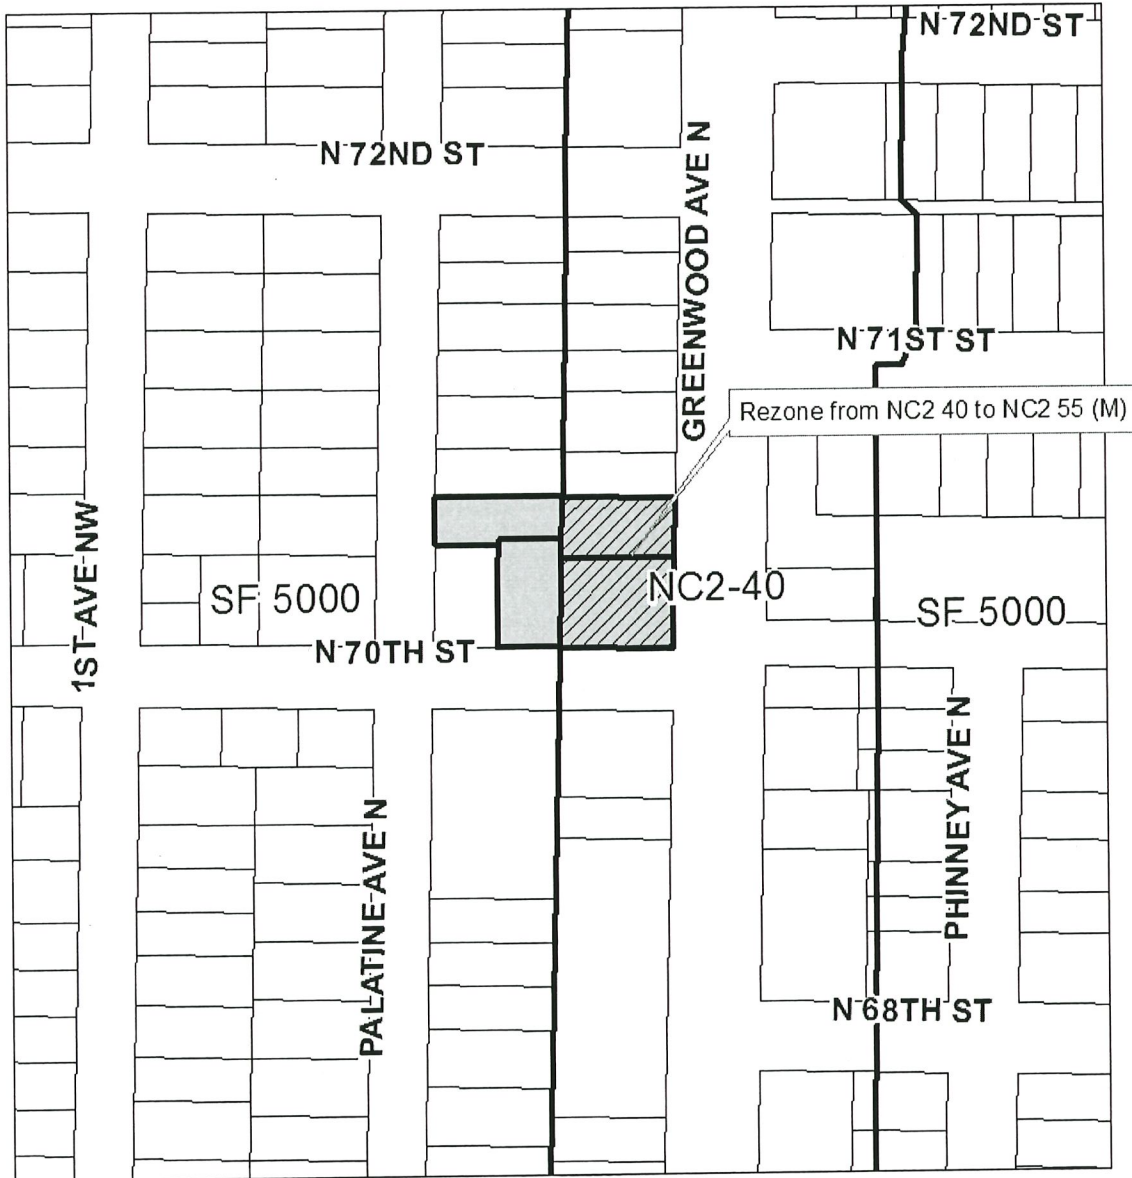 N 72ND ST
N 72ND ST
GREENWOOD AVE N
N 71ST ST
Rezone from NC2 40 to NC2 55 (M)
1ST AVE NW
SF 5000
NC2-40
SF 5000
N 70TH ST
PALATINE AVE N
PHINNEY AVE N
N 68TH ST